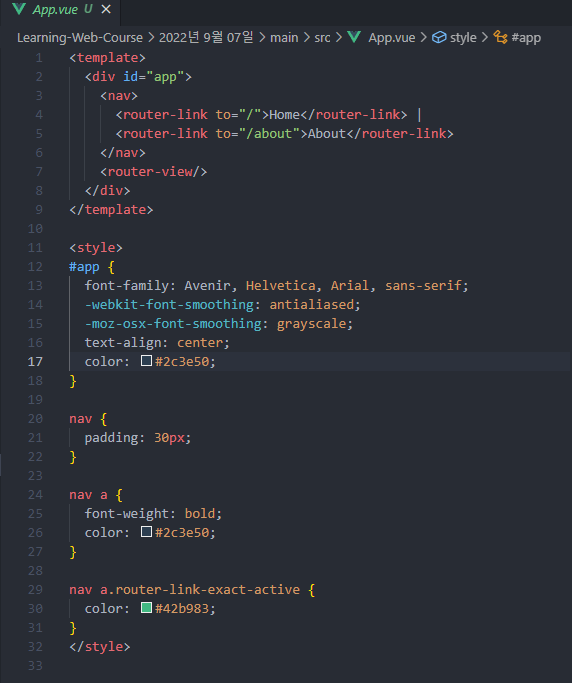 App.vue U ×
Learning-Web-Course > 2022년 9월 07일 > main > src > App.vue > style > #app
1 <template>
2   <div id="app">
3     <nav>
4       <router-link to="/">Home</router-link> |
5       <router-link to="/about">About</router-link>
6     </nav>
7     <router-view/>
8   </div>
9 </template>
10
11 <style>
12 #app {
13   font-family: Avenir, Helvetica, Arial, sans-serif;
14   -webkit-font-smoothing: antialiased;
15   -moz-osx-font-smoothing: grayscale;
16   text-align: center;
17   color: #2c3e50;
18 }
19
20 nav {
21   padding: 30px;
22 }
23
24 nav a {
25   font-weight: bold;
26   color: #2c3e50;
27 }
28
29 nav a.router-link-exact-active {
30   color: #42b983;
31 }
32 </style>
33